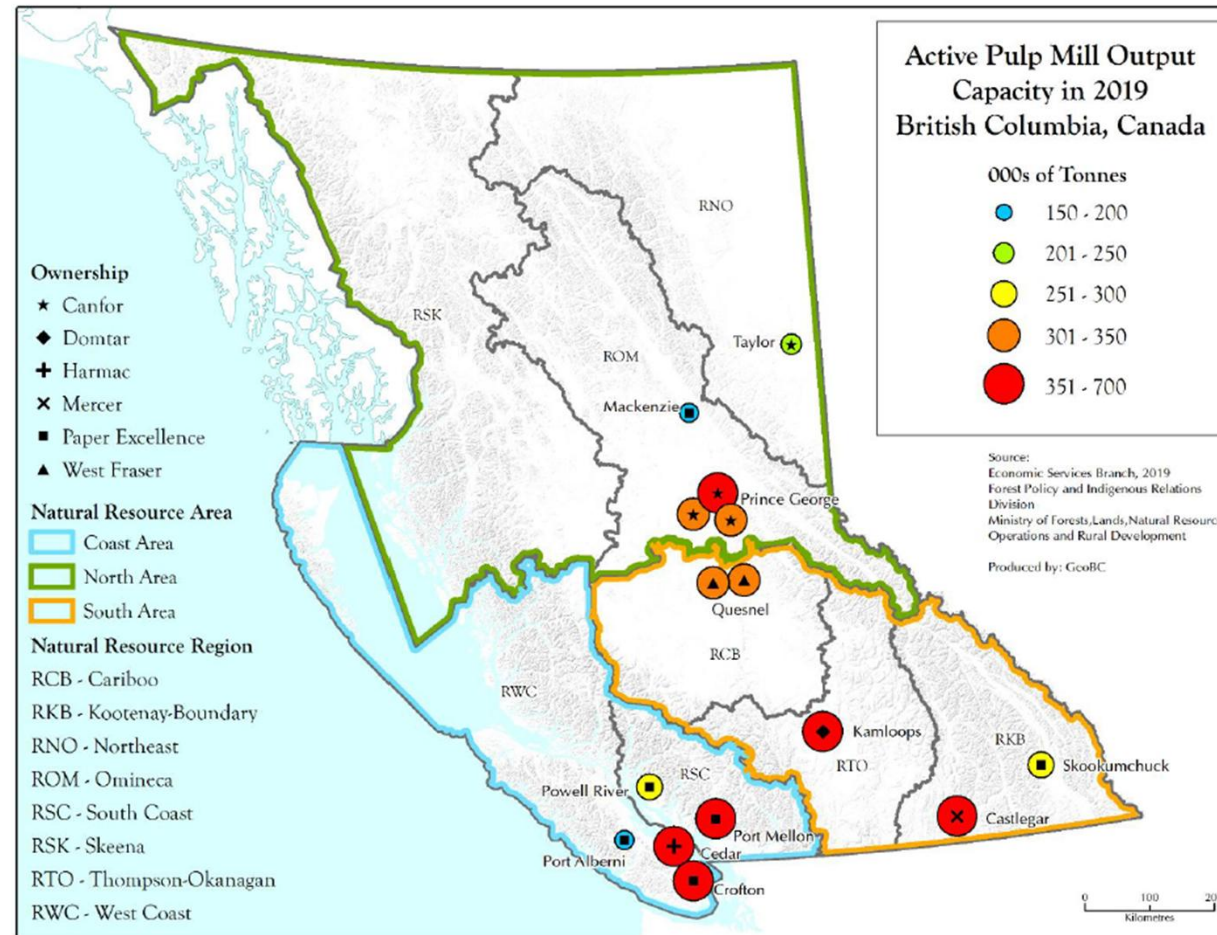 Active Pulp Mill Output
Capacity in 2019
British Columbia, Canada
000s of Tonnes
150 - 200
201 - 250
251 - 300
301 - 350
351 - 700
Source:
Economic Services Branch, 2019
Forest Policy and Indigenous Relations
Division
Ministry of Forests,Lands,Natural Resourc
Operations and Rural Development
Produced by: GeoBC
Ownership
Canfor
Domtar
Harmac
Mercer
Paper Excellence
West Fraser
Natural Resource Area
Coast Area
North Area
South Area
Natural Resource Region
RCB - Cariboo
RKB - Kootenay-Boundary
RNO - Northeast
ROM - Omineca
RSC - South Coast
RSK - Skeena
RTO - Thompson-Okanagan
RWC - West Coast
RNO
RSK
Taylor
ROM
Mackenzie
Prince George
Quesnel
RCB
RWC
Kamloops
RKB
Skookumchuck
RTO
RSC
Powell River
Castlegar
Port Mellon
Port Alberni
Cedar
Crofton
0 100 20
Kilometres